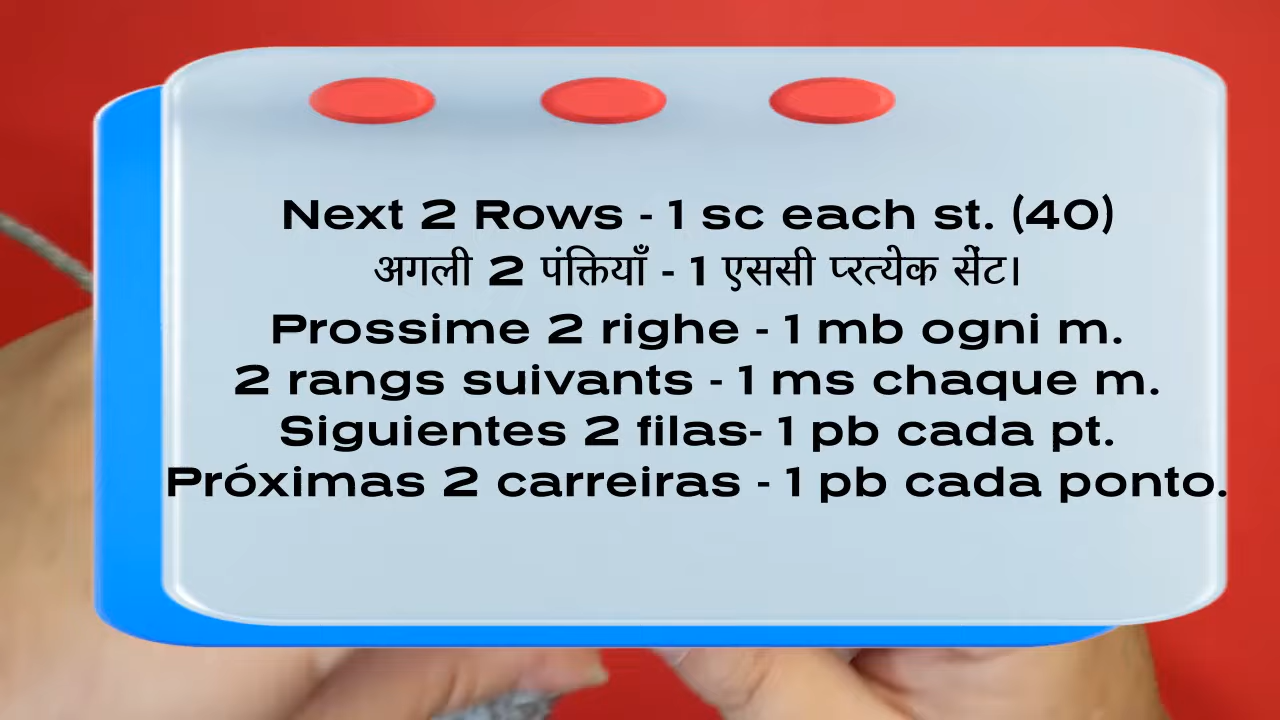 Next 2 Rows - 1 sc each st. (40)
अगली 2 पंक्तियाँ - 1 एससी प्रत्येक सेंट।
Prossime 2 righe - 1 mb ogni m.
2 rangs suivants - 1 ms chaque m.
Siguientes 2 filas- 1 pb cada pt.
Próximas 2 carreiras - 1 pb cada ponto.